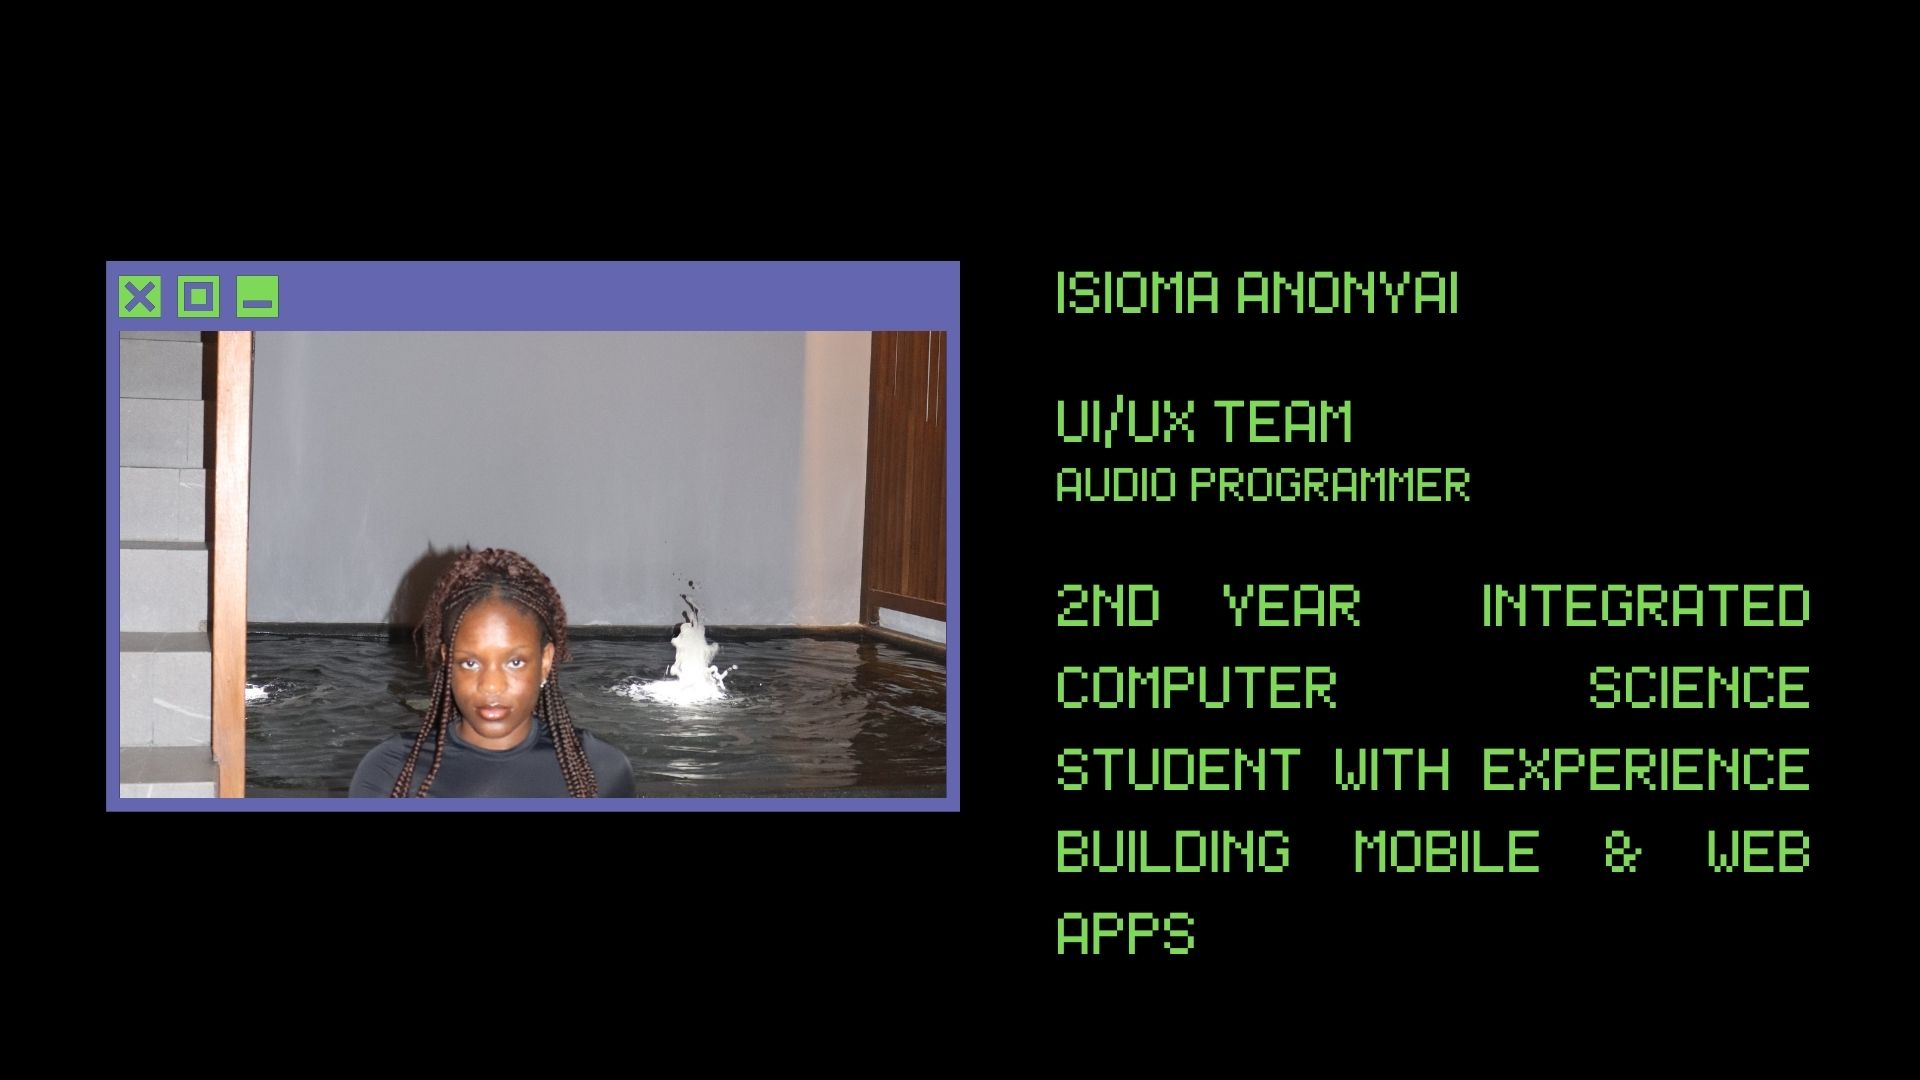 ISIOMA ANONYAI
UI/UX TEAM
AUDIO PROGRAMMER
2ND YEAR INTEGRATED
COMPUTER SCIENCE
STUDENT WITH EXPERIENCE
BUILDING MOBILE & WEB
APPS